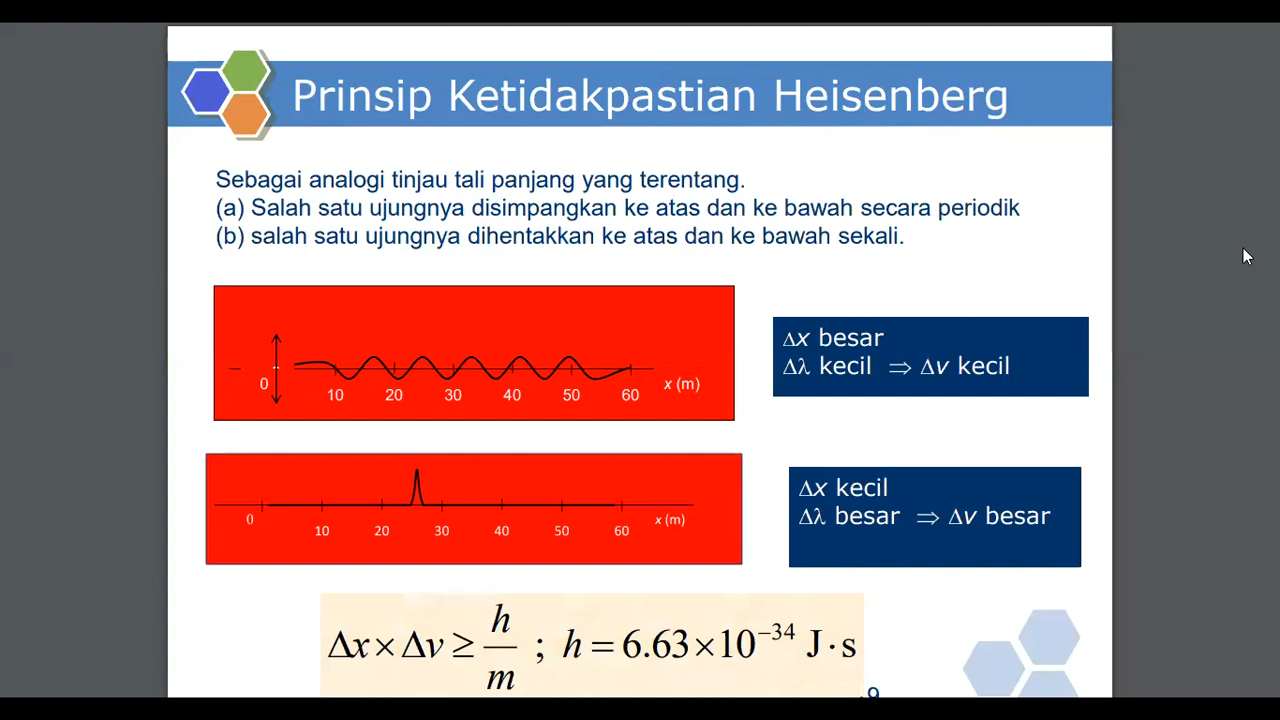 Prinsip Ketidakpastian Heisenberg
Sebagai analogi tinjau tali panjang yang terentang.
(a) Salah satu ujungnya disimpangkan ke atas dan ke bawah secara periodik
(b) salah satu ujungnya dihentakkan ke atas dan ke bawah sekali.
0 10 20 30 40 50 60 x (m)
Δx besar
Δλ kecil ⇒ Δv kecil
0 10 20 30 40 50 60 x (m)
Δx kecil
Δλ besar ⇒ Δv besar
Δx × Δv ≥ h/m ; h = 6.63×10⁻³⁴ J·s
9